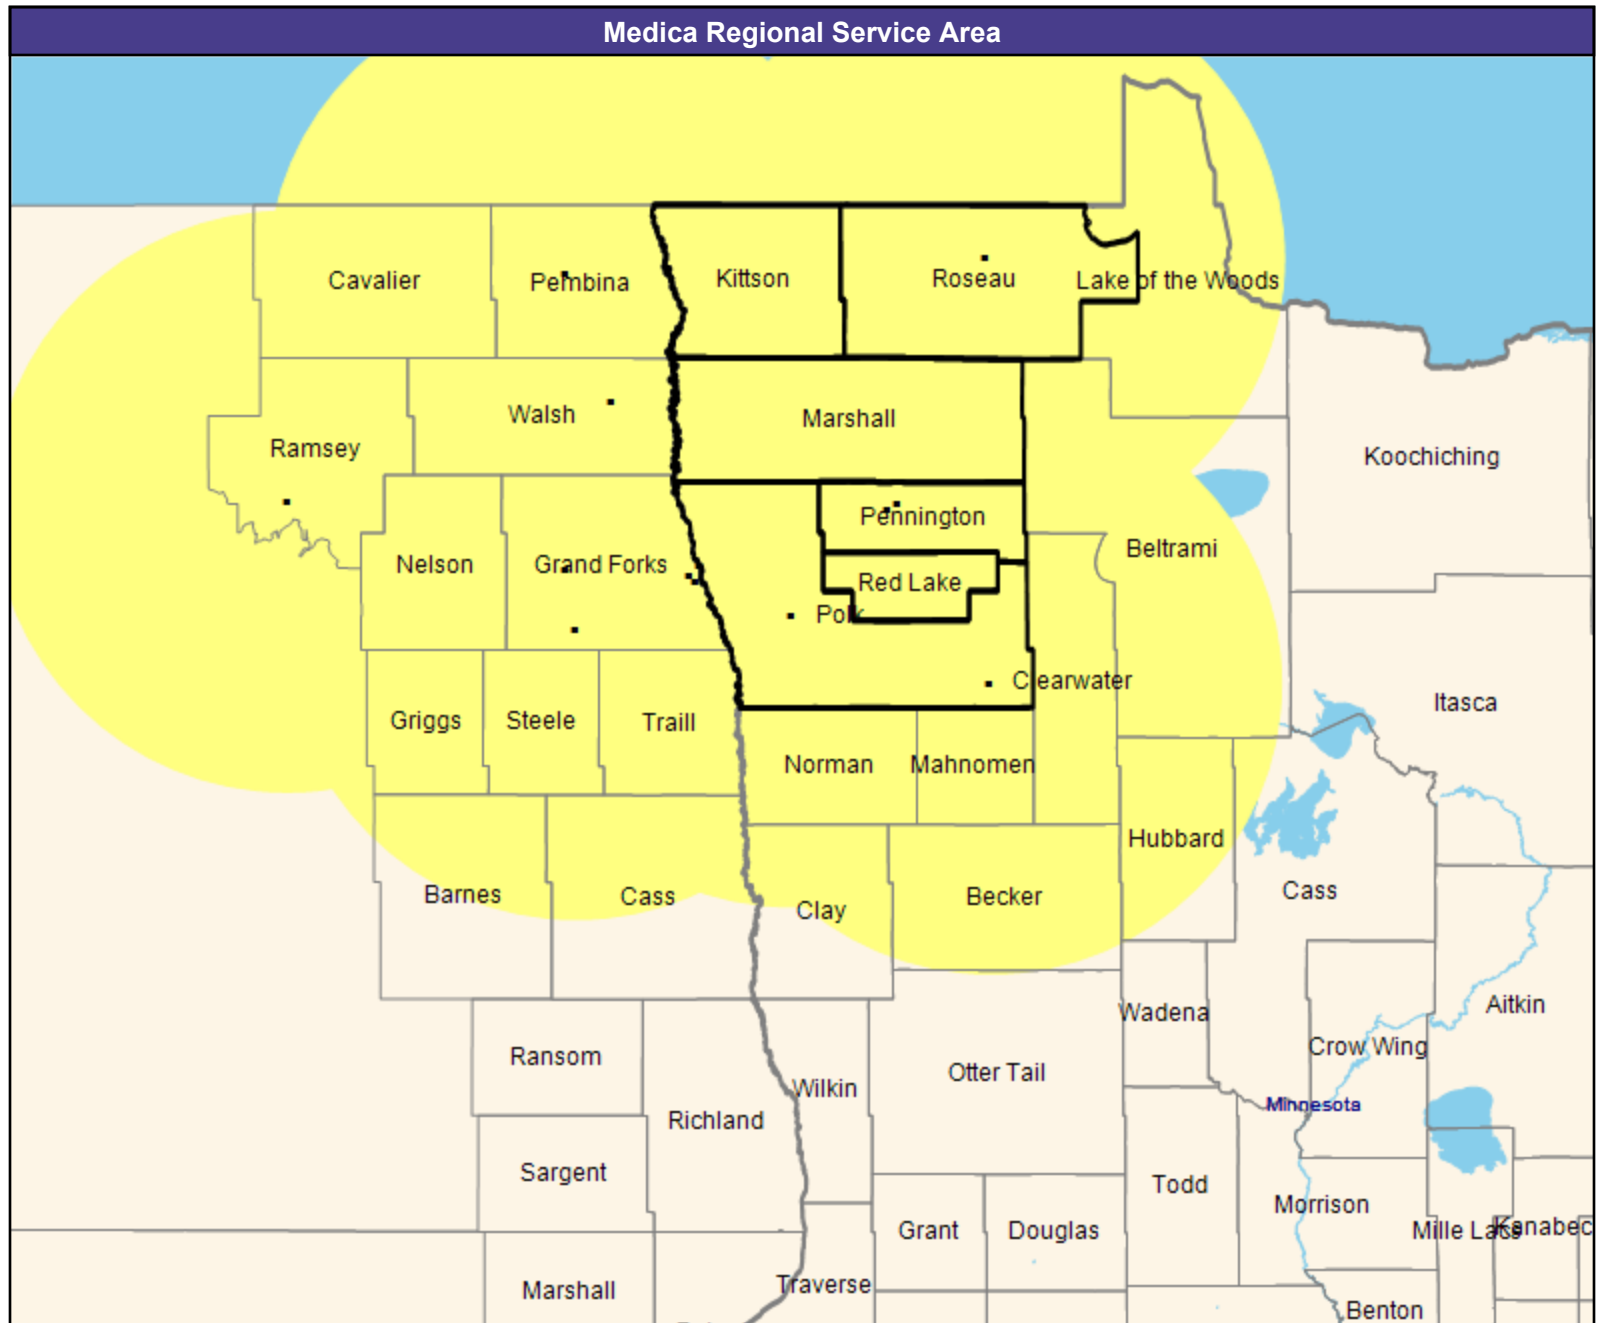 Medica Regional Service Area
Cavalier
Pembina
Kittson
Roseau
Lake of the Woods
Walsh
Marshall
Ramsey
Koochiching
Pennington
Beltrami
Nelson
Grand Forks
Red Lake
Polk
Clearwater
Itasca
Griggs
Steele
Traill
Norman
Mahnomen
Hubbard
Barnes
Cass
Clay
Becker
Cass
Aitkin
Wadena
Ransom
Crow Wing
Otter Tail
Wilkin
Minnesota
Richland
Sargent
Todd
Morrison
Grant
Douglas
Mille Lacs
Kanabec
Marshall
Traverse
Benton